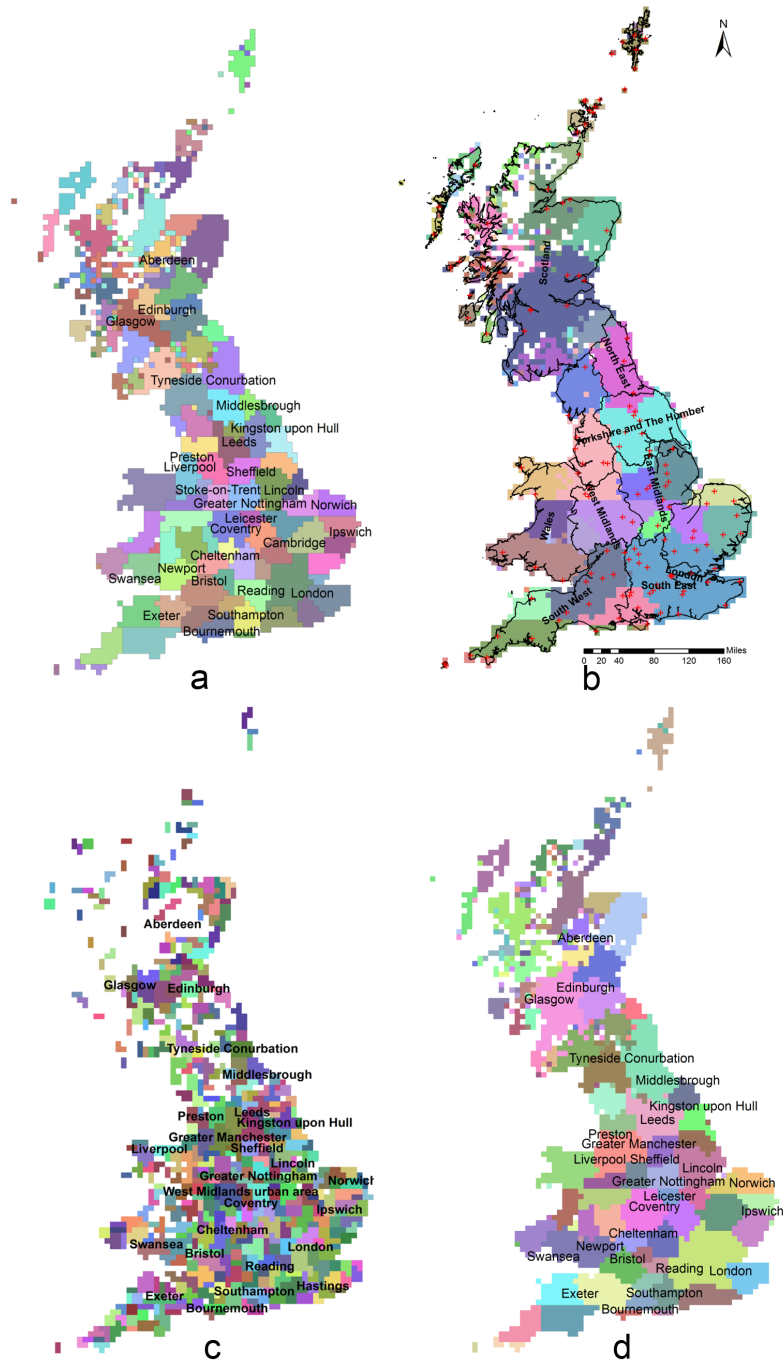 Aberdeen
Edinburgh
Glasgow
Tyneside Conurbation
Middlesbrough
Kingston upon Hull
Leeds
Preston
Liverpool
Sheffield
Stoke-on-Trent
Lincoln
Greater Nottingham
Norwich
Leicester
Coventry
Ipswich
Cambridge
Cheltenham
Newport
Swansea
Bristol
Reading
London
Exeter
Southampton
Bournemouth
a
N
Scotland
North East
Yorkshire and The Humber
East Midlands
West Midlands
Wales
London
South East
South West
Miles
0 20 40 80 120 160
b
Aberdeen
Glasgow
Edinburgh
Tyneside Conurbation
Middlesbrough
Preston
Leeds
Kingston upon Hull
Greater Manchester
Liverpool
Sheffield
Lincoln
Greater Nottingham
Norwich
West Midlands urban area
Coventry
Ipswich
Cheltenham
Swansea
Bristol
London
Reading
Hastings
Exeter
Southampton
Bournemouth
c
Aberdeen
Edinburgh
Glasgow
Tyneside Conurbation
Middlesbrough
Kingston upon Hull
Leeds
Preston
Greater Manchester
Liverpool
Sheffield
Lincoln
Greater Nottingham
Norwich
Leicester
Coventry
Ipswich
Cheltenham
Newport
Swansea
Bristol
Reading
London
Exeter
Southampton
Bournemouth
d